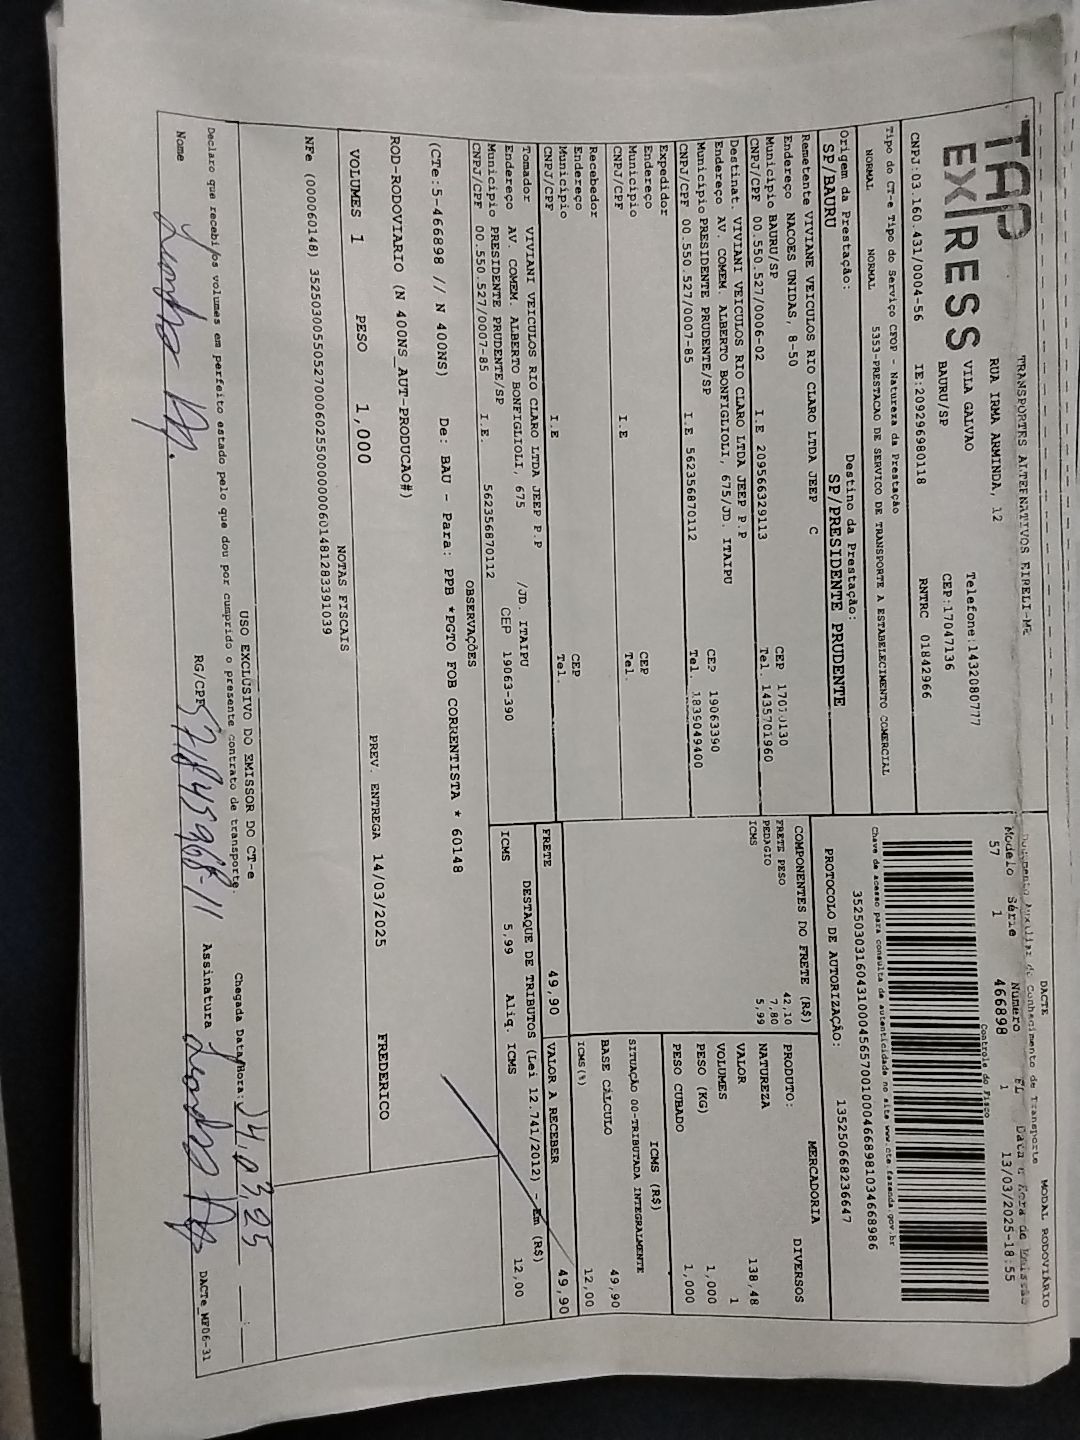 TAP
EXPRESS
TRANSPORTES ALTERNATIVOS EIRELI-ME
RUA IRMA ARMINDA, 12
VILA GALVAO Telefone:1432080777
BAURU/SP CEP:17047136
CNPJ:03.160.431/0004-56 IE:209296980118 RNTRC 01842966
DACTE MODAL RODOVIÁRIO
Documento Auxiliar do Conhecimento de Transporte
Modelo Série Número FL Data e Hora de Emissão
57 1 466898 1 13/03/2025-18:55
Controle do Fisco
Chave de acesso para consulta de autenticidade no site www.cte.fazenda.gov.br
35250303160431000456570010004668981034668986
PROTOCOLO DE AUTORIZAÇÃO: 135250668236647
Tipo do CT-e Tipo do Serviço CFOP - Natureza da Prestação
NORMAL NORMAL 5353-PRESTACAO DE SERVICO DE TRANSPORTE A ESTABELECIMENTO COMERCIAL
Origem da Prestação: Destino da Prestação:
SP/BAURU SP/PRESIDENTE PRUDENTE
Remetente VIVIANE VEICULOS RIO CLARO LTDA JEEP C
Endereço NACOES UNIDAS, 8-50
Municipio BAURU/SP CEP
CNPJ/CPF 00.550.527/0006-02 I.E 209566329113 Tel. 1435701960
Destinat. VIVIANI VEICULOS RIO CLARO LTDA JEEP P.P
Endereço AV. COMEM. ALBERTO BONFIGLIOLI, 675/JD. ITAIPU
Municipio PRESIDENTE PRUDENTE/SP CEP 19063390
CNPJ/CPF 00.550.527/0007-85 I.E 562356870112 Tel. 1839049400
Expedidor
Endereço
Municipio CEP
CNPJ/CPF I.E Tel.
Recebedor
Endereço
Municipio CEP
CNPJ/CPF I.E Tel.
Tomador VIVIANI VEICULOS RIO CLARO LTDA JEEP P.P
Endereço AV. COMEM. ALBERTO BONFIGLIOLI, 675 /JD. ITAIPU
Municipio PRESIDENTE PRUDENTE/SP CEP 19063-390
CNPJ/CPF 00.550.527/0007-85 I.E. 562356870112
COMPONENTES DO FRETE (R$)
FRETE PESO 42,10
PEDAGIO 7,80
ICMS 5,99
MERCADORIA
PRODUTO: DIVERSOS
NATUREZA
VALOR 138,48
VOLUMES 1
PESO (KG) 1,000
PESO CUBADO 1,000
ICMS (R$)
SITUAÇÃO 00-TRIBUTADA INTEGRALMENTE
BASE CÁLCULO 49,90
ICMS(%) 12,00
FRETE 49,90 VALOR A RECEBER 49,90
DESTAQUE DE TRIBUTOS (Lei 12.741/2012) - Em (R$)
ICMS 5,99 Aliq. ICMS 12,00
OBSERVAÇÕES
(CTe:5-466898 // N 400NS) De: BAU - Para: PPB *PGTO FOB CORRENTISTA * 60148
ROD-RODOVIARIO (N 400NS_AUT-PRODUCAO#)
VOLUMES 1 PESO 1,000 PREV. ENTREGA 14/03/2025 FREDERICO
NOTAS FISCAIS
NFe (000060148) 35250300550527000602550000000601481283391039
USO EXCLUSIVO DO EMISSOR DO CT-e
Declaro que recebi os volumes em perfeito estado pelo que dou por cumprido o presente contrato de transporte.
Chegada Data/Hora: 14,03,25
Nome RG/CPF Assinatura
DACTe_MF06-31